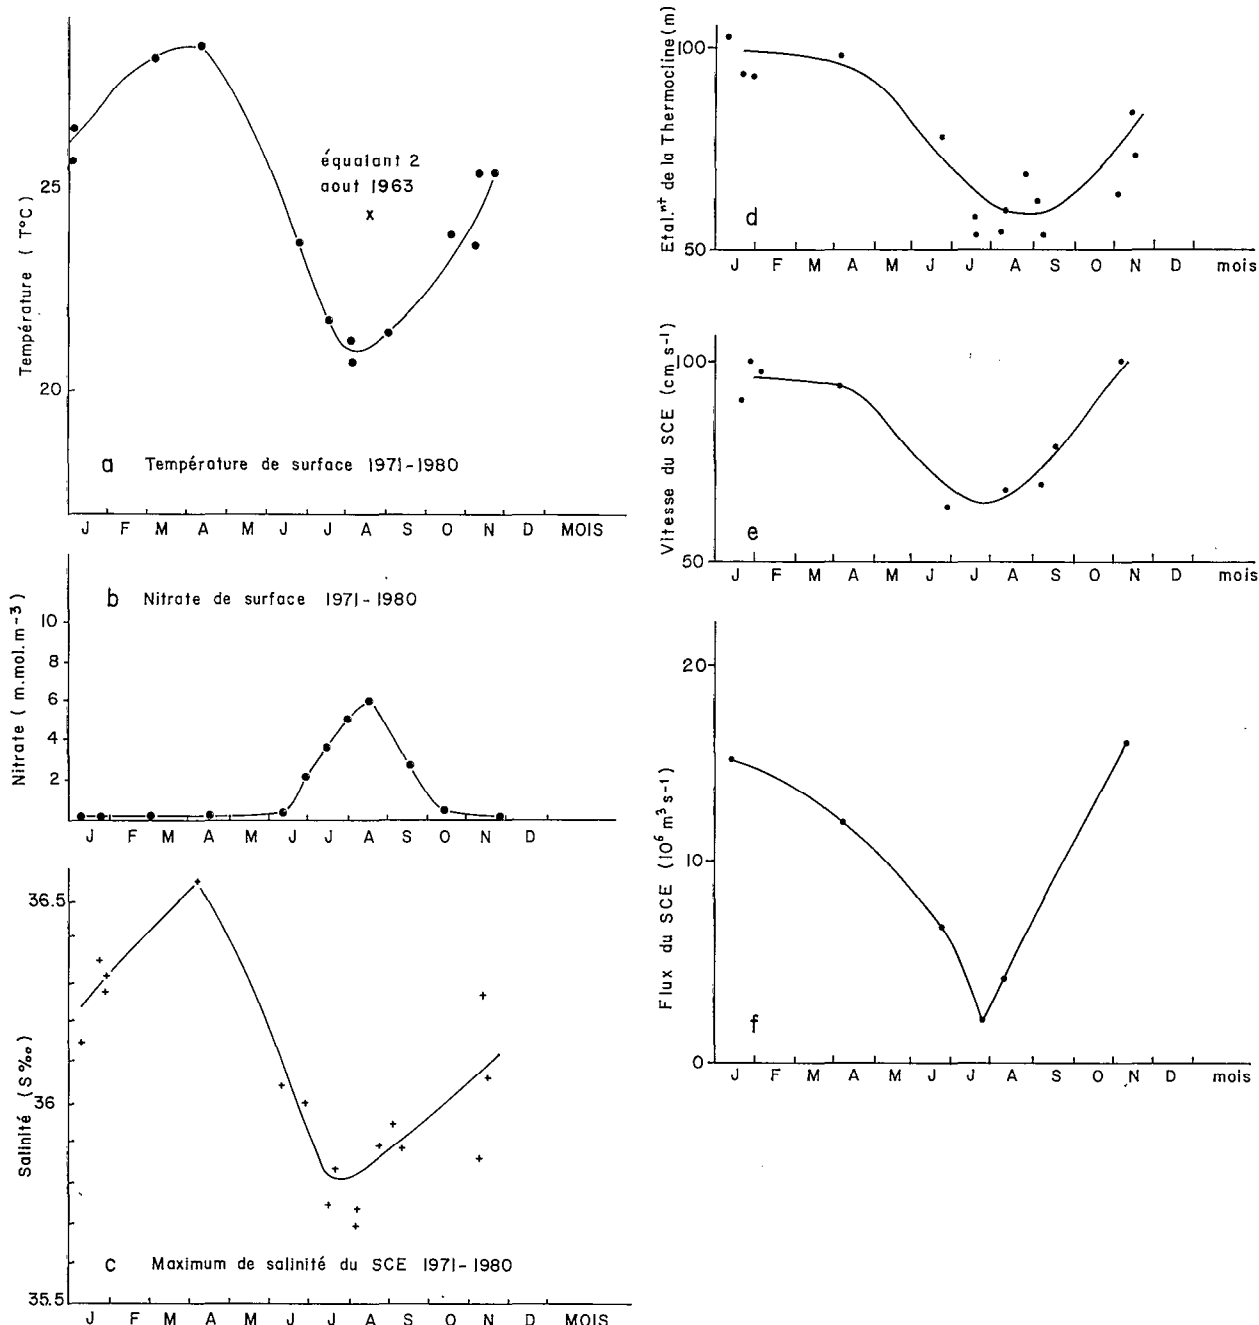 Température ( T°C)
25
20
équalant 2
aout 1963
x
a Température de surface 1971-1980
J F M A M J J A S O N D MOIS
b Nitrate de surface 1971-1980
Nitrate ( m.mol.m⁻³)
10
8
6
4
2
J F M A M J J A S O N D
Salinité (S‰)
36.5
36
35.5
c Maximum de salinité du SCE 1971-1980
J F M A M J J A S O N D MOIS
Etal.ⁿᵗ de la Thermocline (m)
100
50
d
J F M A M J J A S O N D mois
Vitesse du SCE (cm s⁻¹)
100
50
e
J F M A M J J A S O N D mois
Flux du SCE (10⁶ m³ s⁻¹)
20
10
0
f
J F M A M J J A S O N D mois